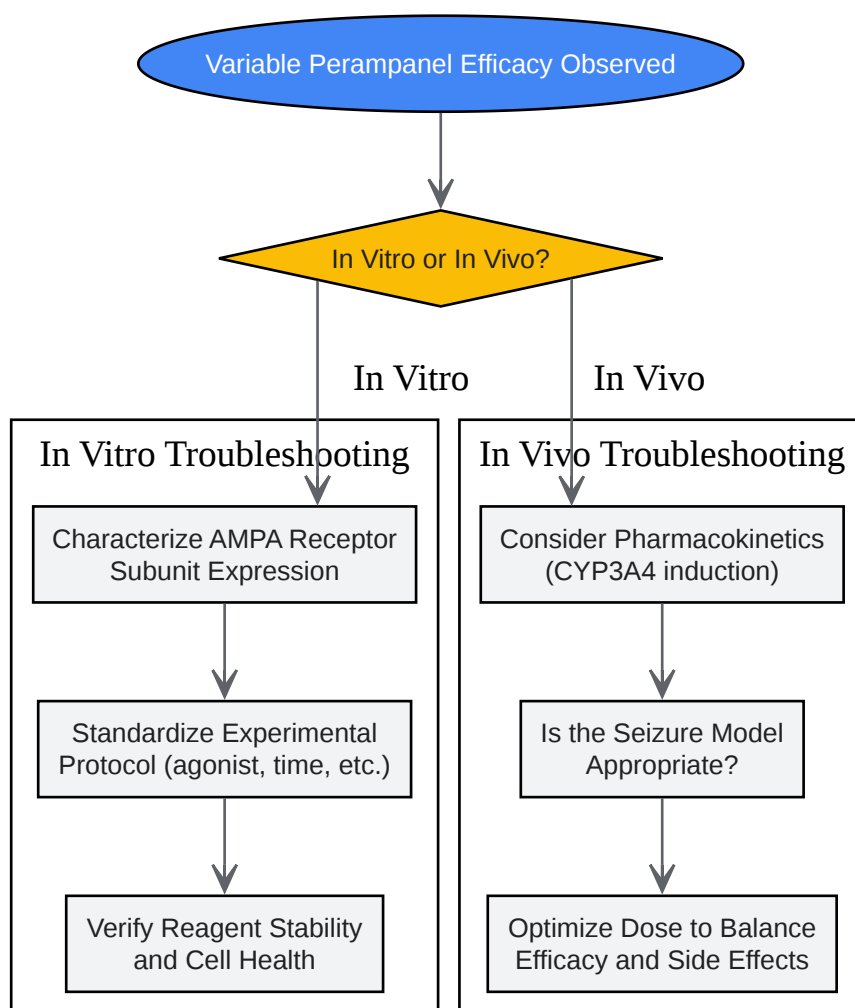 Variable Perampanel Efficacy Observed
In Vitro or In Vivo?
In Vitro
In Vivo
In Vitro Troubleshooting
Characterize AMPA Receptor
Subunit Expression
Standardize Experimental
Protocol (agonist, time, etc.)
Verify Reagent Stability
and Cell Health
In Vivo Troubleshooting
Consider Pharmacokinetics
(CYP3A4 induction)
Is the Seizure Model
Appropriate?
Optimize Dose to Balance
Efficacy and Side Effects